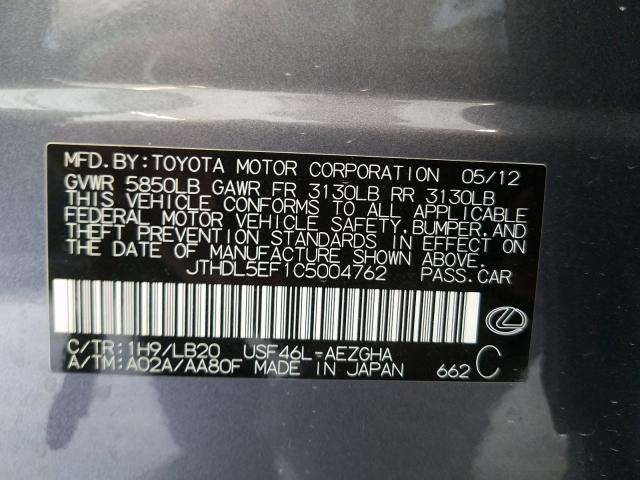 MFD. BY: TOYOTA MOTOR CORPORATION 05/12
GVWR 5850LB GAWR FR 3130LB RR 3130LB
THIS VEHICLE CONFORMS TO ALL APPLICABLE
FEDERAL MOTOR VEHICLE SAFETY, BUMPER, AND
THEFT PREVENTION STANDARDS IN EFFECT ON
THE DATE OF MANUFACTURE SHOWN ABOVE.
JTHDL5EF1C5004762 PASS. CAR
C/TR: 1H9/LB20 USF46L-AEZGHA
A/TM: A02A/AA80F MADE IN JAPAN 662 C